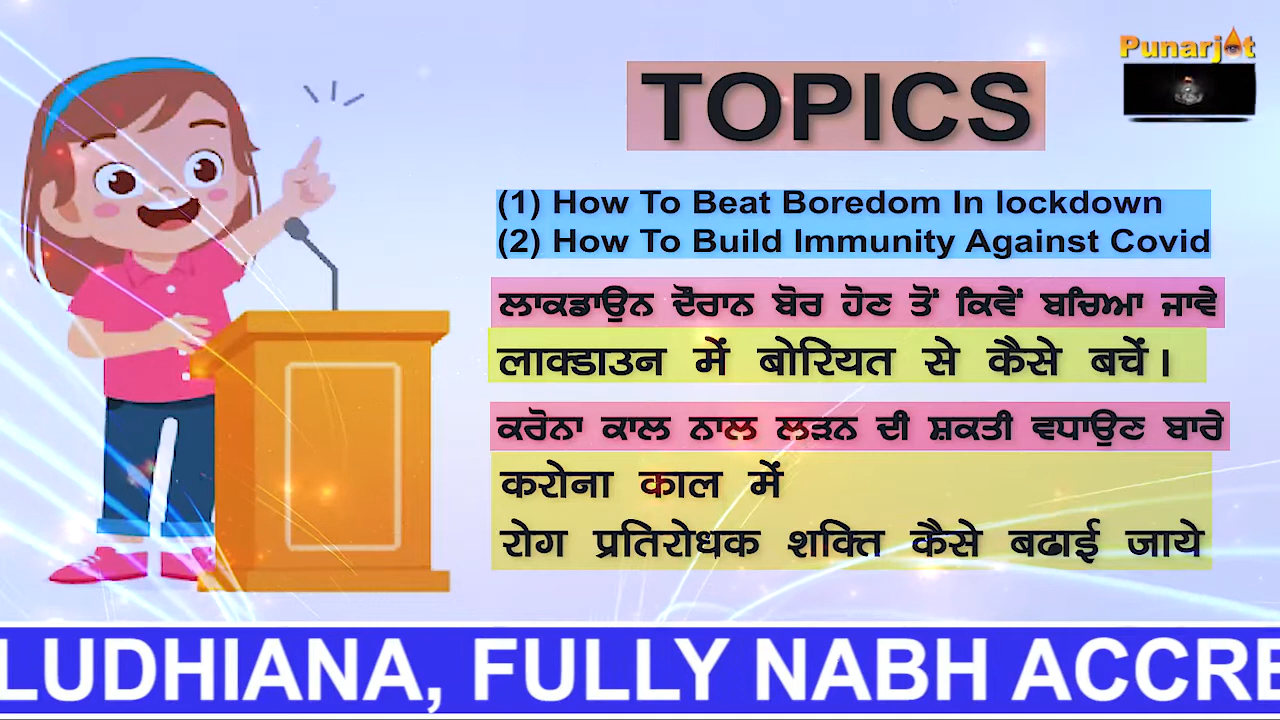 Punarjot
TOPICS
(1) How To Beat Boredom In lockdown
(2) How To Build Immunity Against Covid
ਲਾਕਡਾਊਨ ਦੌਰਾਨ ਬੋਰ ਹੋਣ ਤੋਂ ਕਿਵੇਂ ਬਚਿਆ ਜਾਵੇ
लाक्डाउन में बोरियत से कैसे बचें।
ਕਰੋਨਾ ਕਾਲ ਨਾਲ ਲੜਨ ਦੀ ਸ਼ਕਤੀ ਵਧਾਉਣ ਬਾਰੇ
करोना काल में
रोग प्रतिरोधक शक्ति कैसे बढाई जाये
LUDHIANA, FULLY NABH ACCRE